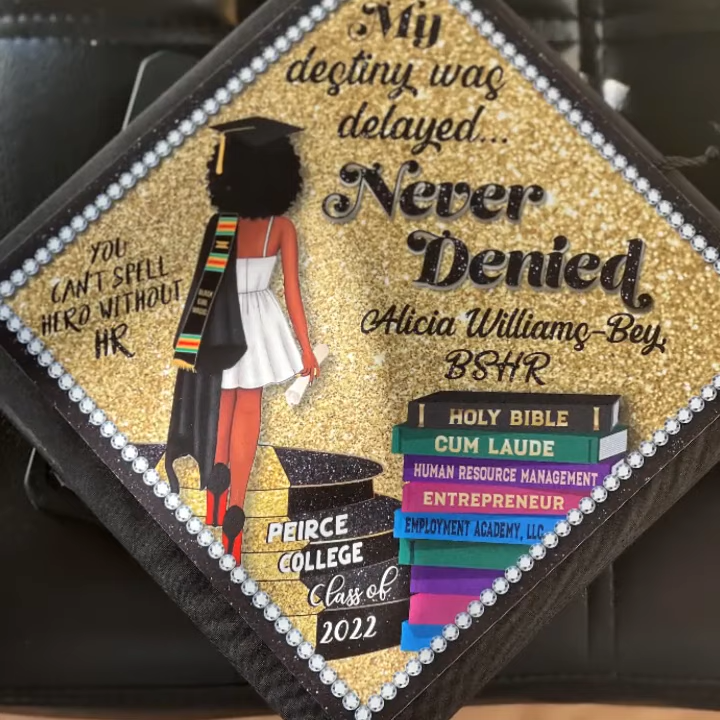 My
destiny was
delayed...
Never
Denied
Alicia Williams-Bey,
BSHR
YOU
CAN'T SPELL
HERO WITHOUT
HR
HOLY BIBLE
CUM LAUDE
HUMAN RESOURCE MANAGEMENT
ENTREPRENEUR
EMPLOYMENT ACADEMY, LLC.
PEIRCE
COLLEGE
Class of
2022